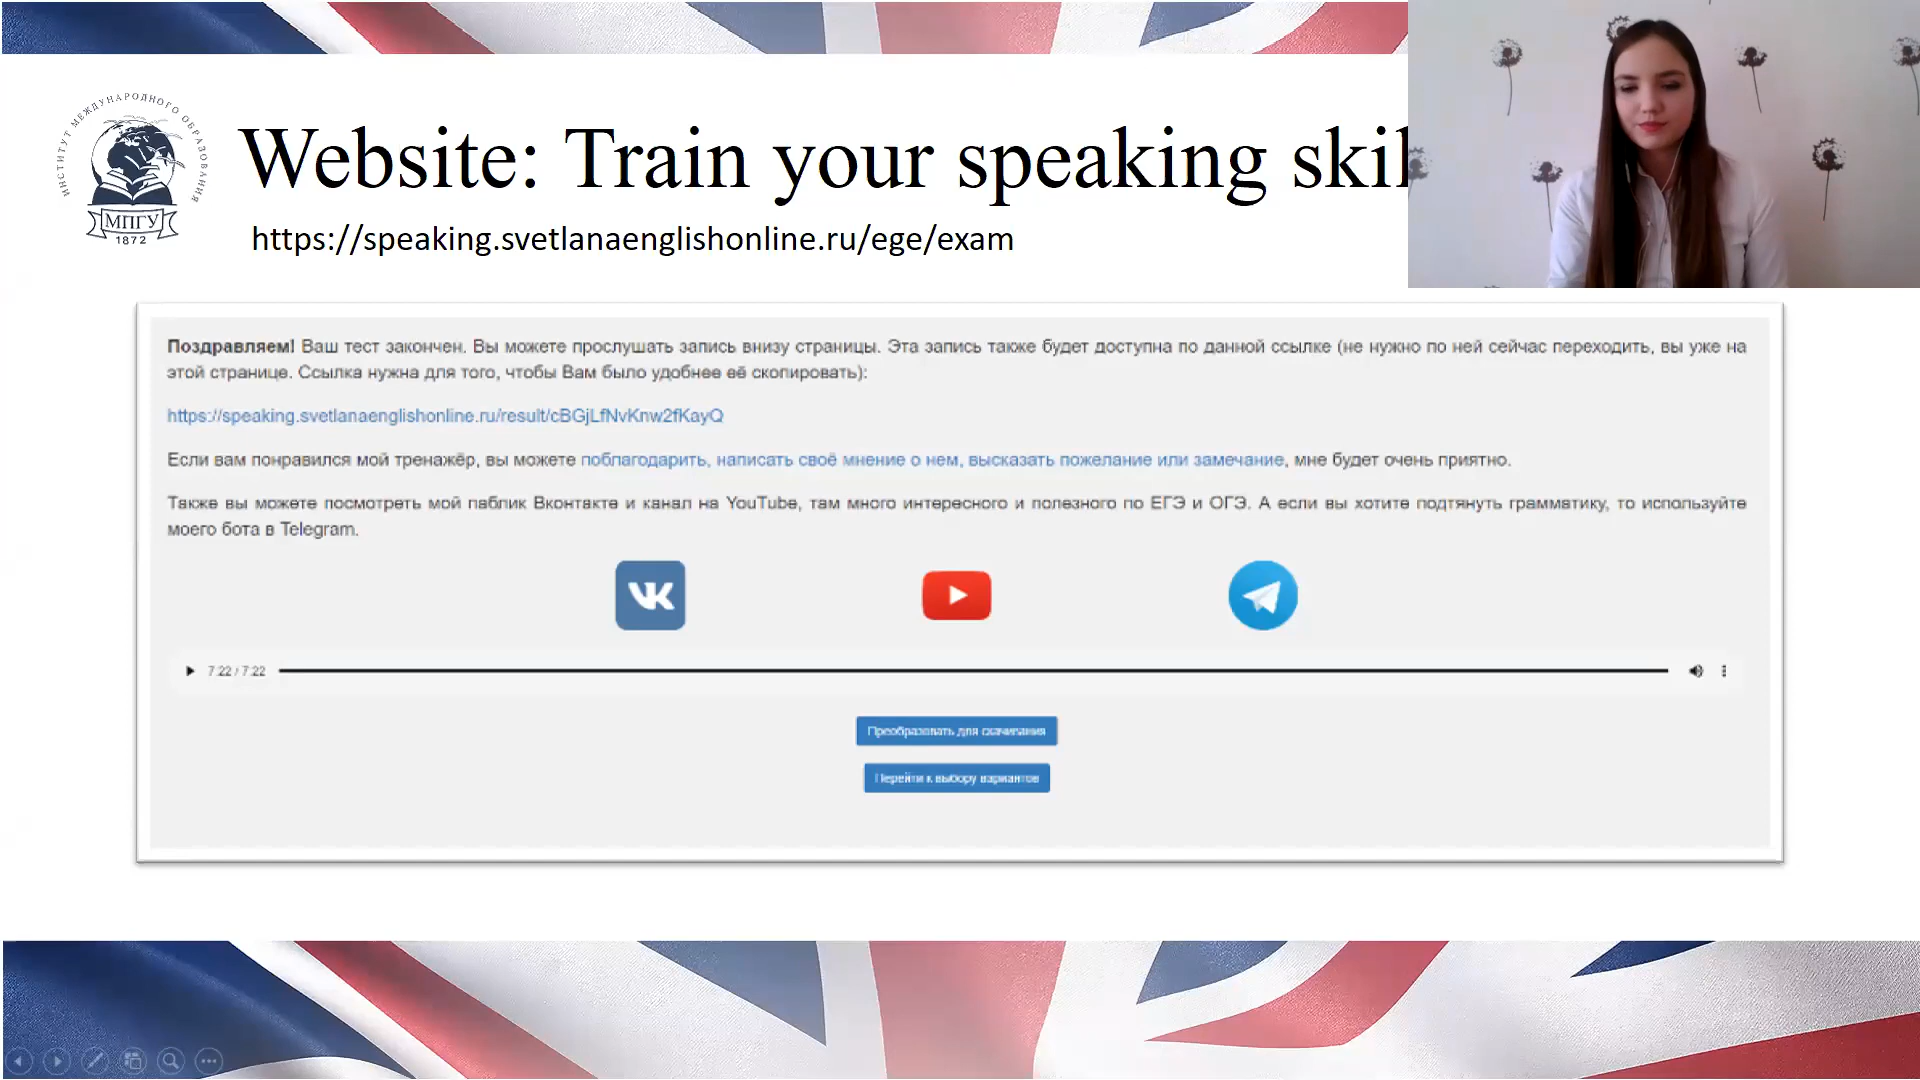 ИНСТИТУТ МЕЖДУНАРОДНОГО ОБРАЗОВАНИЯ
МПГУ
1872
Website: Train your speaking skil
https://speaking.svetlanaenglishonline.ru/ege/exam
Поздравляем! Ваш тест закончен. Вы можете прослушать запись внизу страницы. Эта запись также будет доступна по данной ссылке (не нужно по ней сейчас переходить, вы уже на
этой странице. Ссылка нужна для того, чтобы Вам было удобнее её скопировать):
https://speaking.svetlanaenglishonline.ru/result/cBGjLfNvKnw2fKayQ
Если вам понравился мой тренажёр, вы можете поблагодарить, написать своё мнение о нем, высказать пожелание или замечание, мне будет очень приятно.
Также вы можете посмотреть мой паблик Вконтакте и канал на YouTube, там много интересного и полезного по ЕГЭ и ОГЭ. А если вы хотите подтянуть грамматику, то используйте
моего бота в Telegram.
7:22 / 7:22
Преобразовать для скачивания
Перейти к выбору вариантов